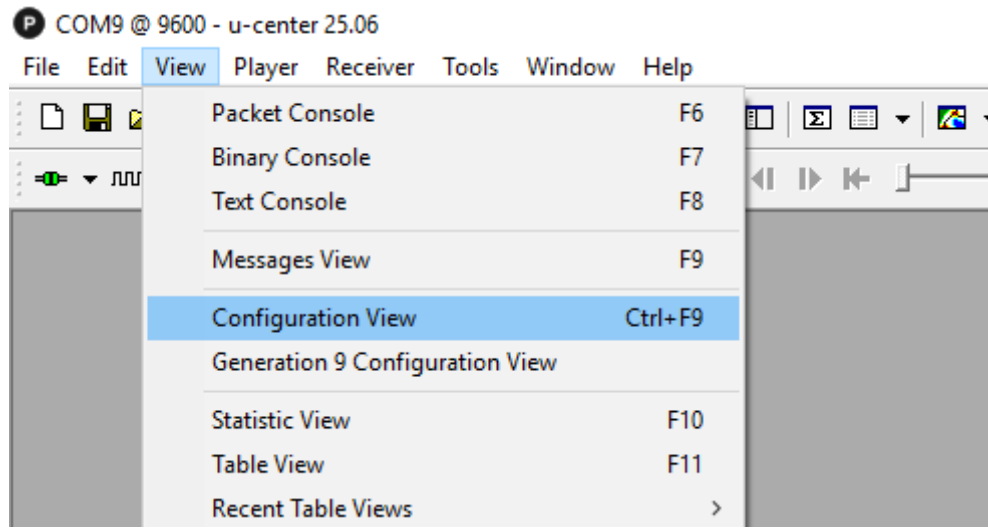 P COM9 @ 9600 - u-center 25.06
File Edit View Player Receiver Tools Window Help
Packet Console F6
Binary Console F7
Text Console F8
Messages View F9
Configuration View Ctrl+F9
Generation 9 Configuration View
Statistic View F10
Table View F11
Recent Table Views >